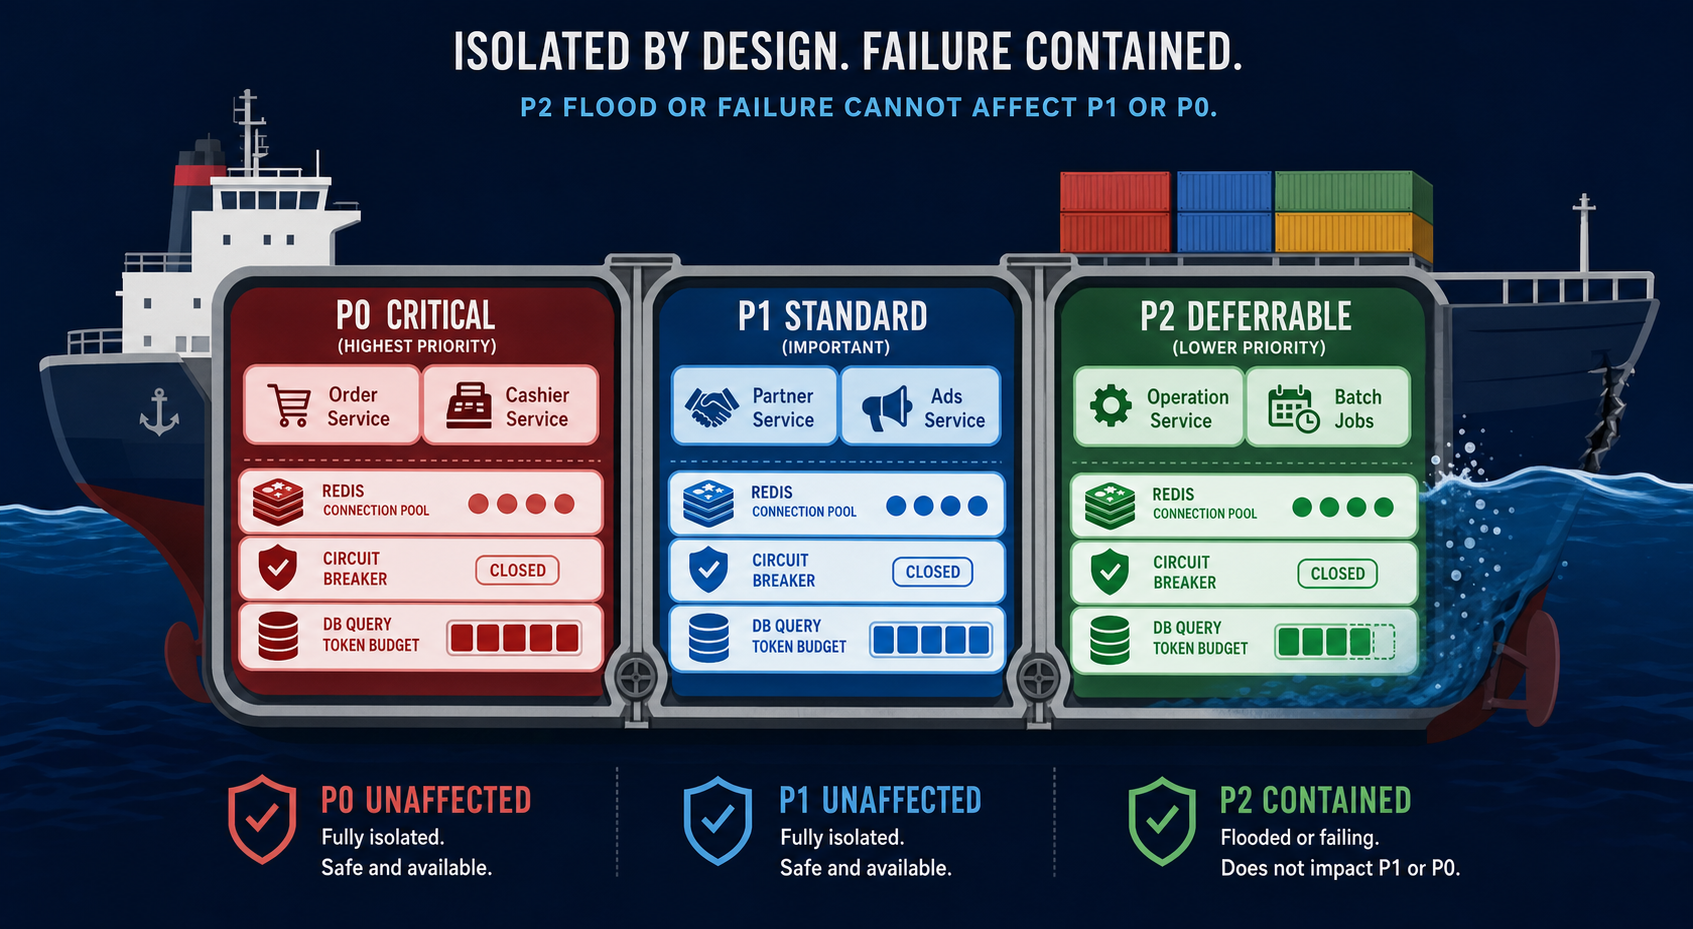 ISOLATED BY DESIGN. FAILURE CONTAINED.
P2 FLOOD OR FAILURE CANNOT AFFECT P1 OR P0.
P0 CRITICAL
(HIGHEST PRIORITY)
Order
Service
Cashier
Service
REDIS
CONNECTION POOL
CIRCUIT
BREAKER
CLOSED
DB QUERY
TOKEN BUDGET
P1 STANDARD
(IMPORTANT)
Partner
Service
Ads
Service
REDIS
CONNECTION POOL
CIRCUIT
BREAKER
CLOSED
DB QUERY
TOKEN BUDGET
P2 DEFERRABLE
(LOWER PRIORITY)
Operation
Service
Batch
Jobs
REDIS
CONNECTION POOL
CIRCUIT
BREAKER
CLOSED
DB QUERY
TOKEN BUDGET
P0 UNAFFECTED
Fully isolated.
Safe and available.
P1 UNAFFECTED
Fully isolated.
Safe and available.
P2 CONTAINED
Flooded or failing.
Does not impact P1 or P0.